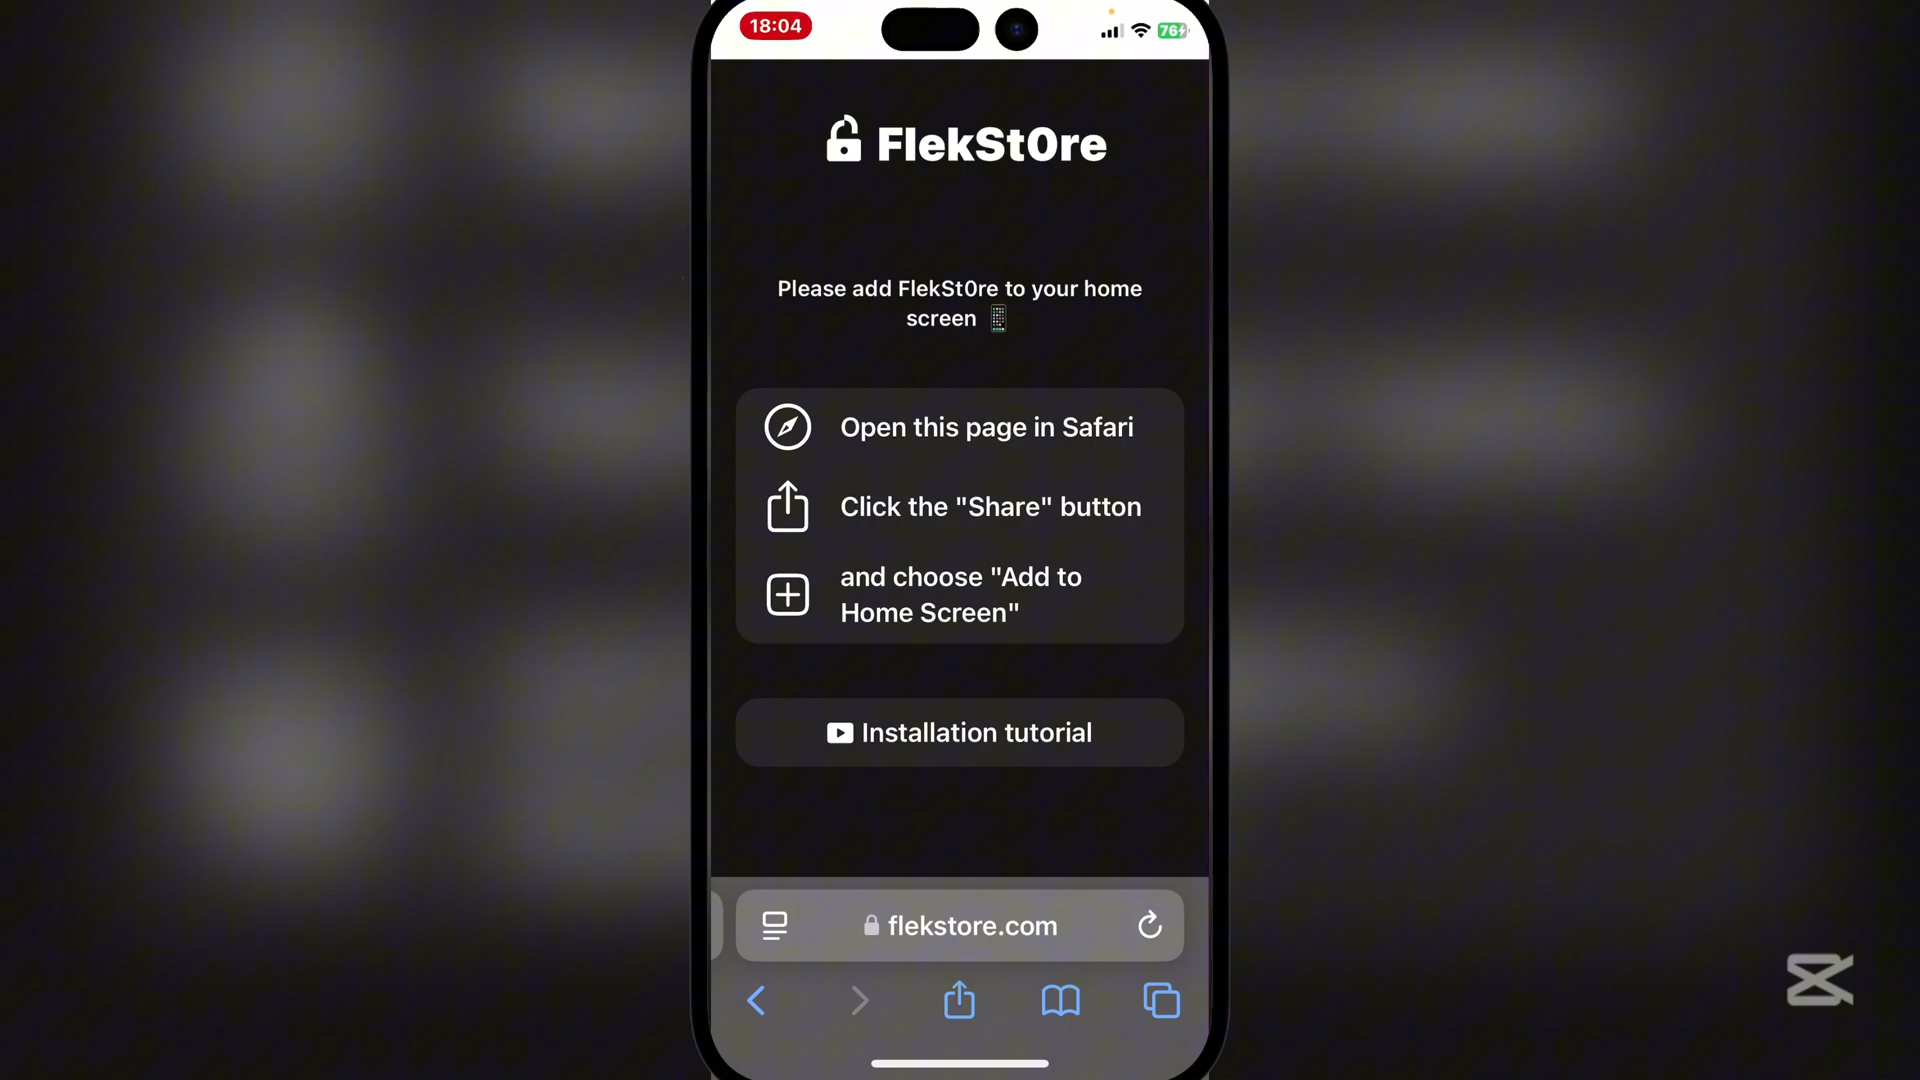 18:04
76
FlekSt0re
Please add FlekSt0re to your home
screen
Open this page in Safari
Click the "Share" button
and choose "Add to
Home Screen"
Installation tutorial
flekstore.com